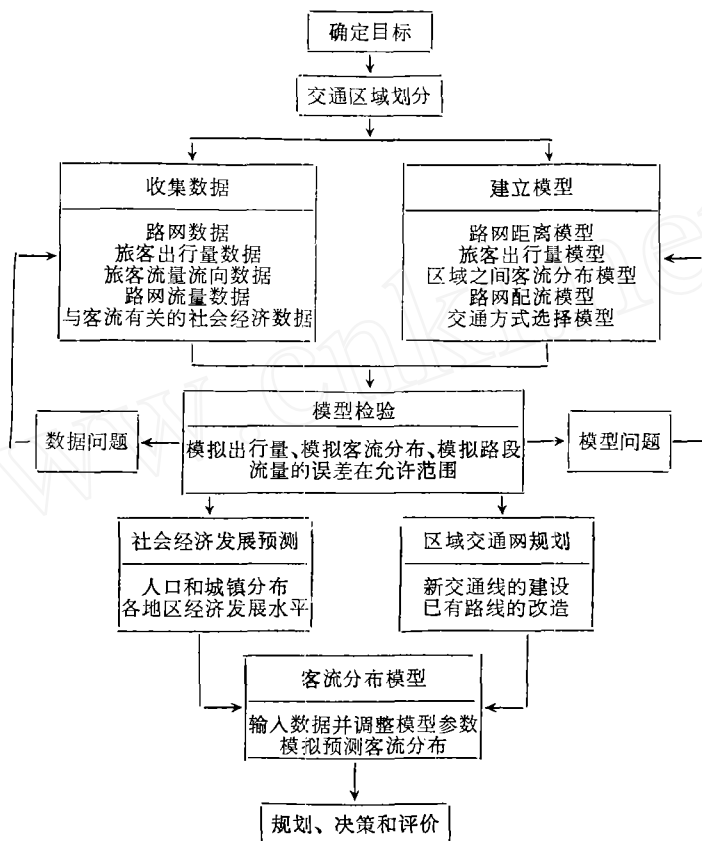 确定目标
交通区域划分
收集数据
路网数据
旅客出行量数据
旅客流量流向数据
路网流量数据
与客流有关的社会经济数据
建立模型
路网距离模型
旅客出行量模型
区域之间客流分布模型
路网配流模型
交通方式选择模型
模型检验
模拟出行量、模拟客流分布、模拟路段
流量的误差在允许范围
数据问题
模型问题
社会经济发展预测
人口和城镇分布
各地区经济发展水平
区域交通网规划
新交通线的建设
已有路线的改造
客流分布模型
输入数据并调整模型参数
模拟预测客流分布
规划、决策和评价